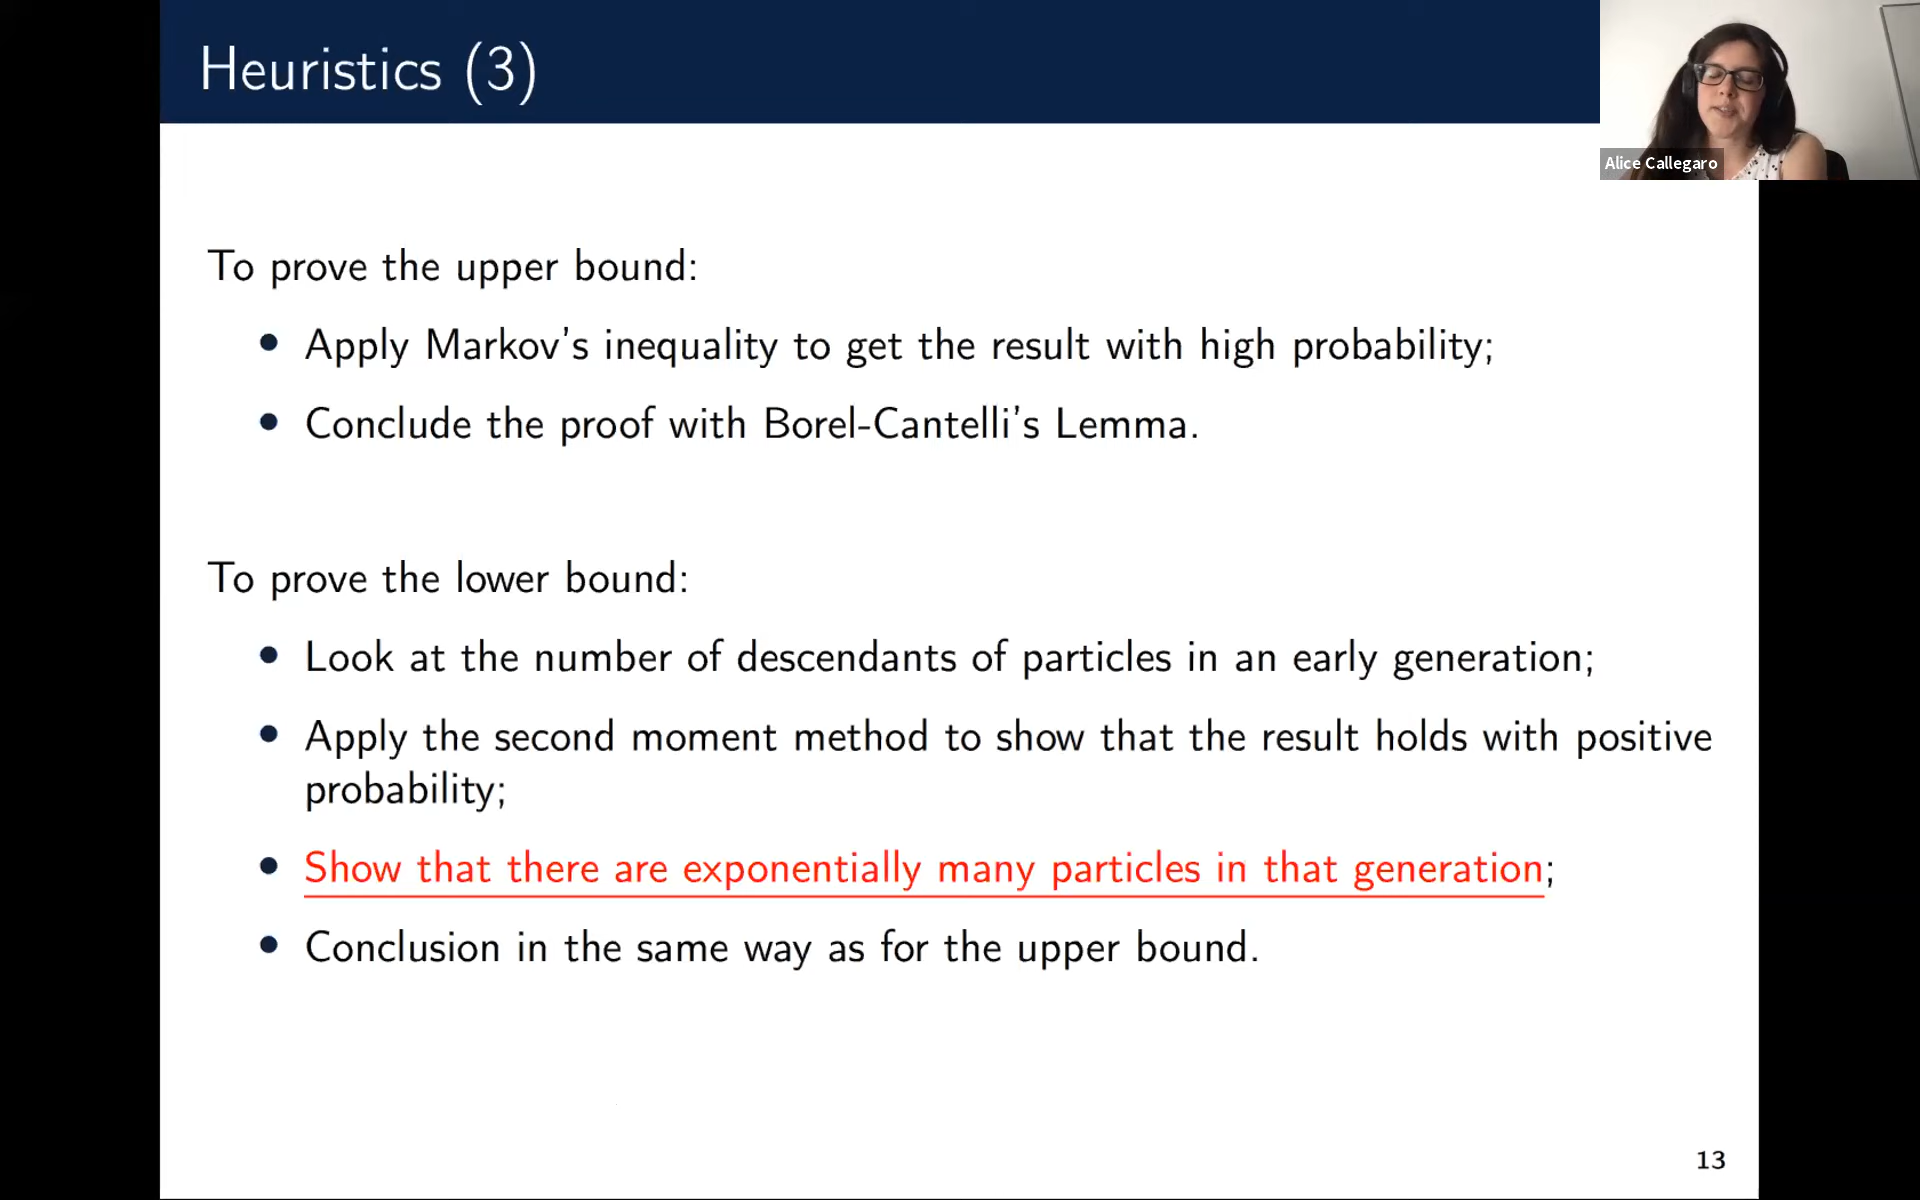 Heuristics (3)
Alice Callegaro
To prove the upper bound:
• Apply Markov's inequality to get the result with high probability;
• Conclude the proof with Borel-Cantelli's Lemma.
To prove the lower bound:
• Look at the number of descendants of particles in an early generation;
• Apply the second moment method to show that the result holds with positive
probability;
• Show that there are exponentially many particles in that generation;
• Conclusion in the same way as for the upper bound.
13